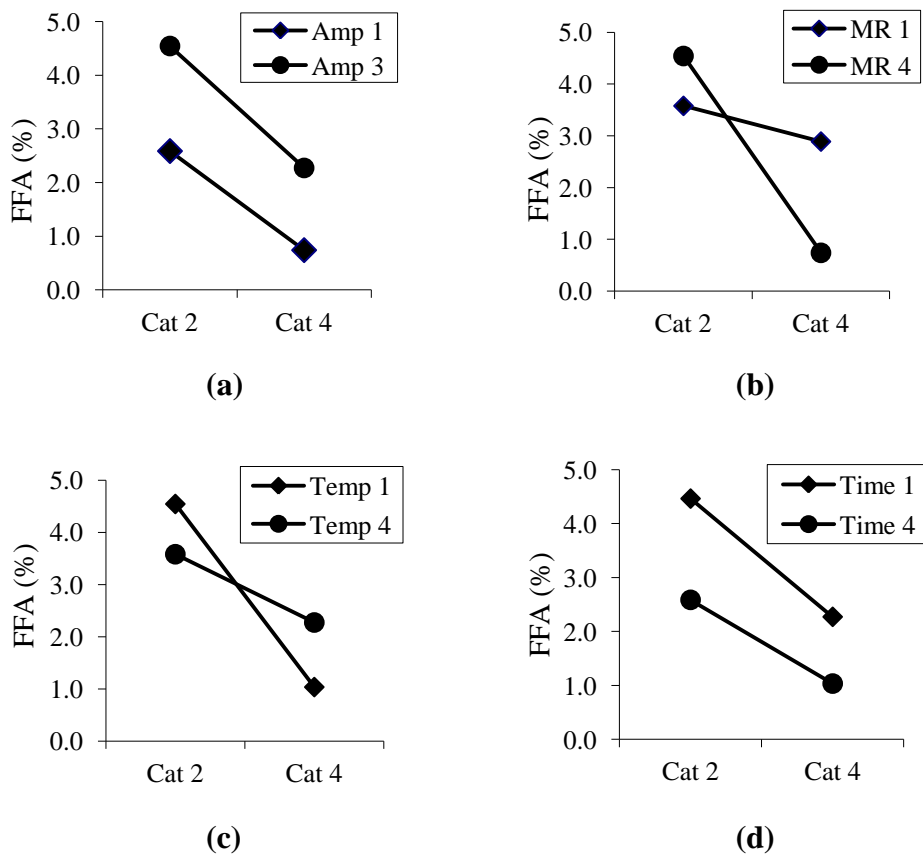 5.0
4.0
3.0
2.0
1.0
0.0
FFA (%)
Amp 1
Amp 3
Cat 2 Cat 4
(a)
5.0
4.0
3.0
2.0
1.0
0.0
FFA (%)
MR 1
MR 4
Cat 2 Cat 4
(b)
5.0
4.0
3.0
2.0
1.0
0.0
FFA (%)
Temp 1
Temp 4
Cat 2 Cat 4
(c)
5.0
4.0
3.0
2.0
1.0
0.0
FFA (%)
Time 1
Time 4
Cat 2 Cat 4
(d)